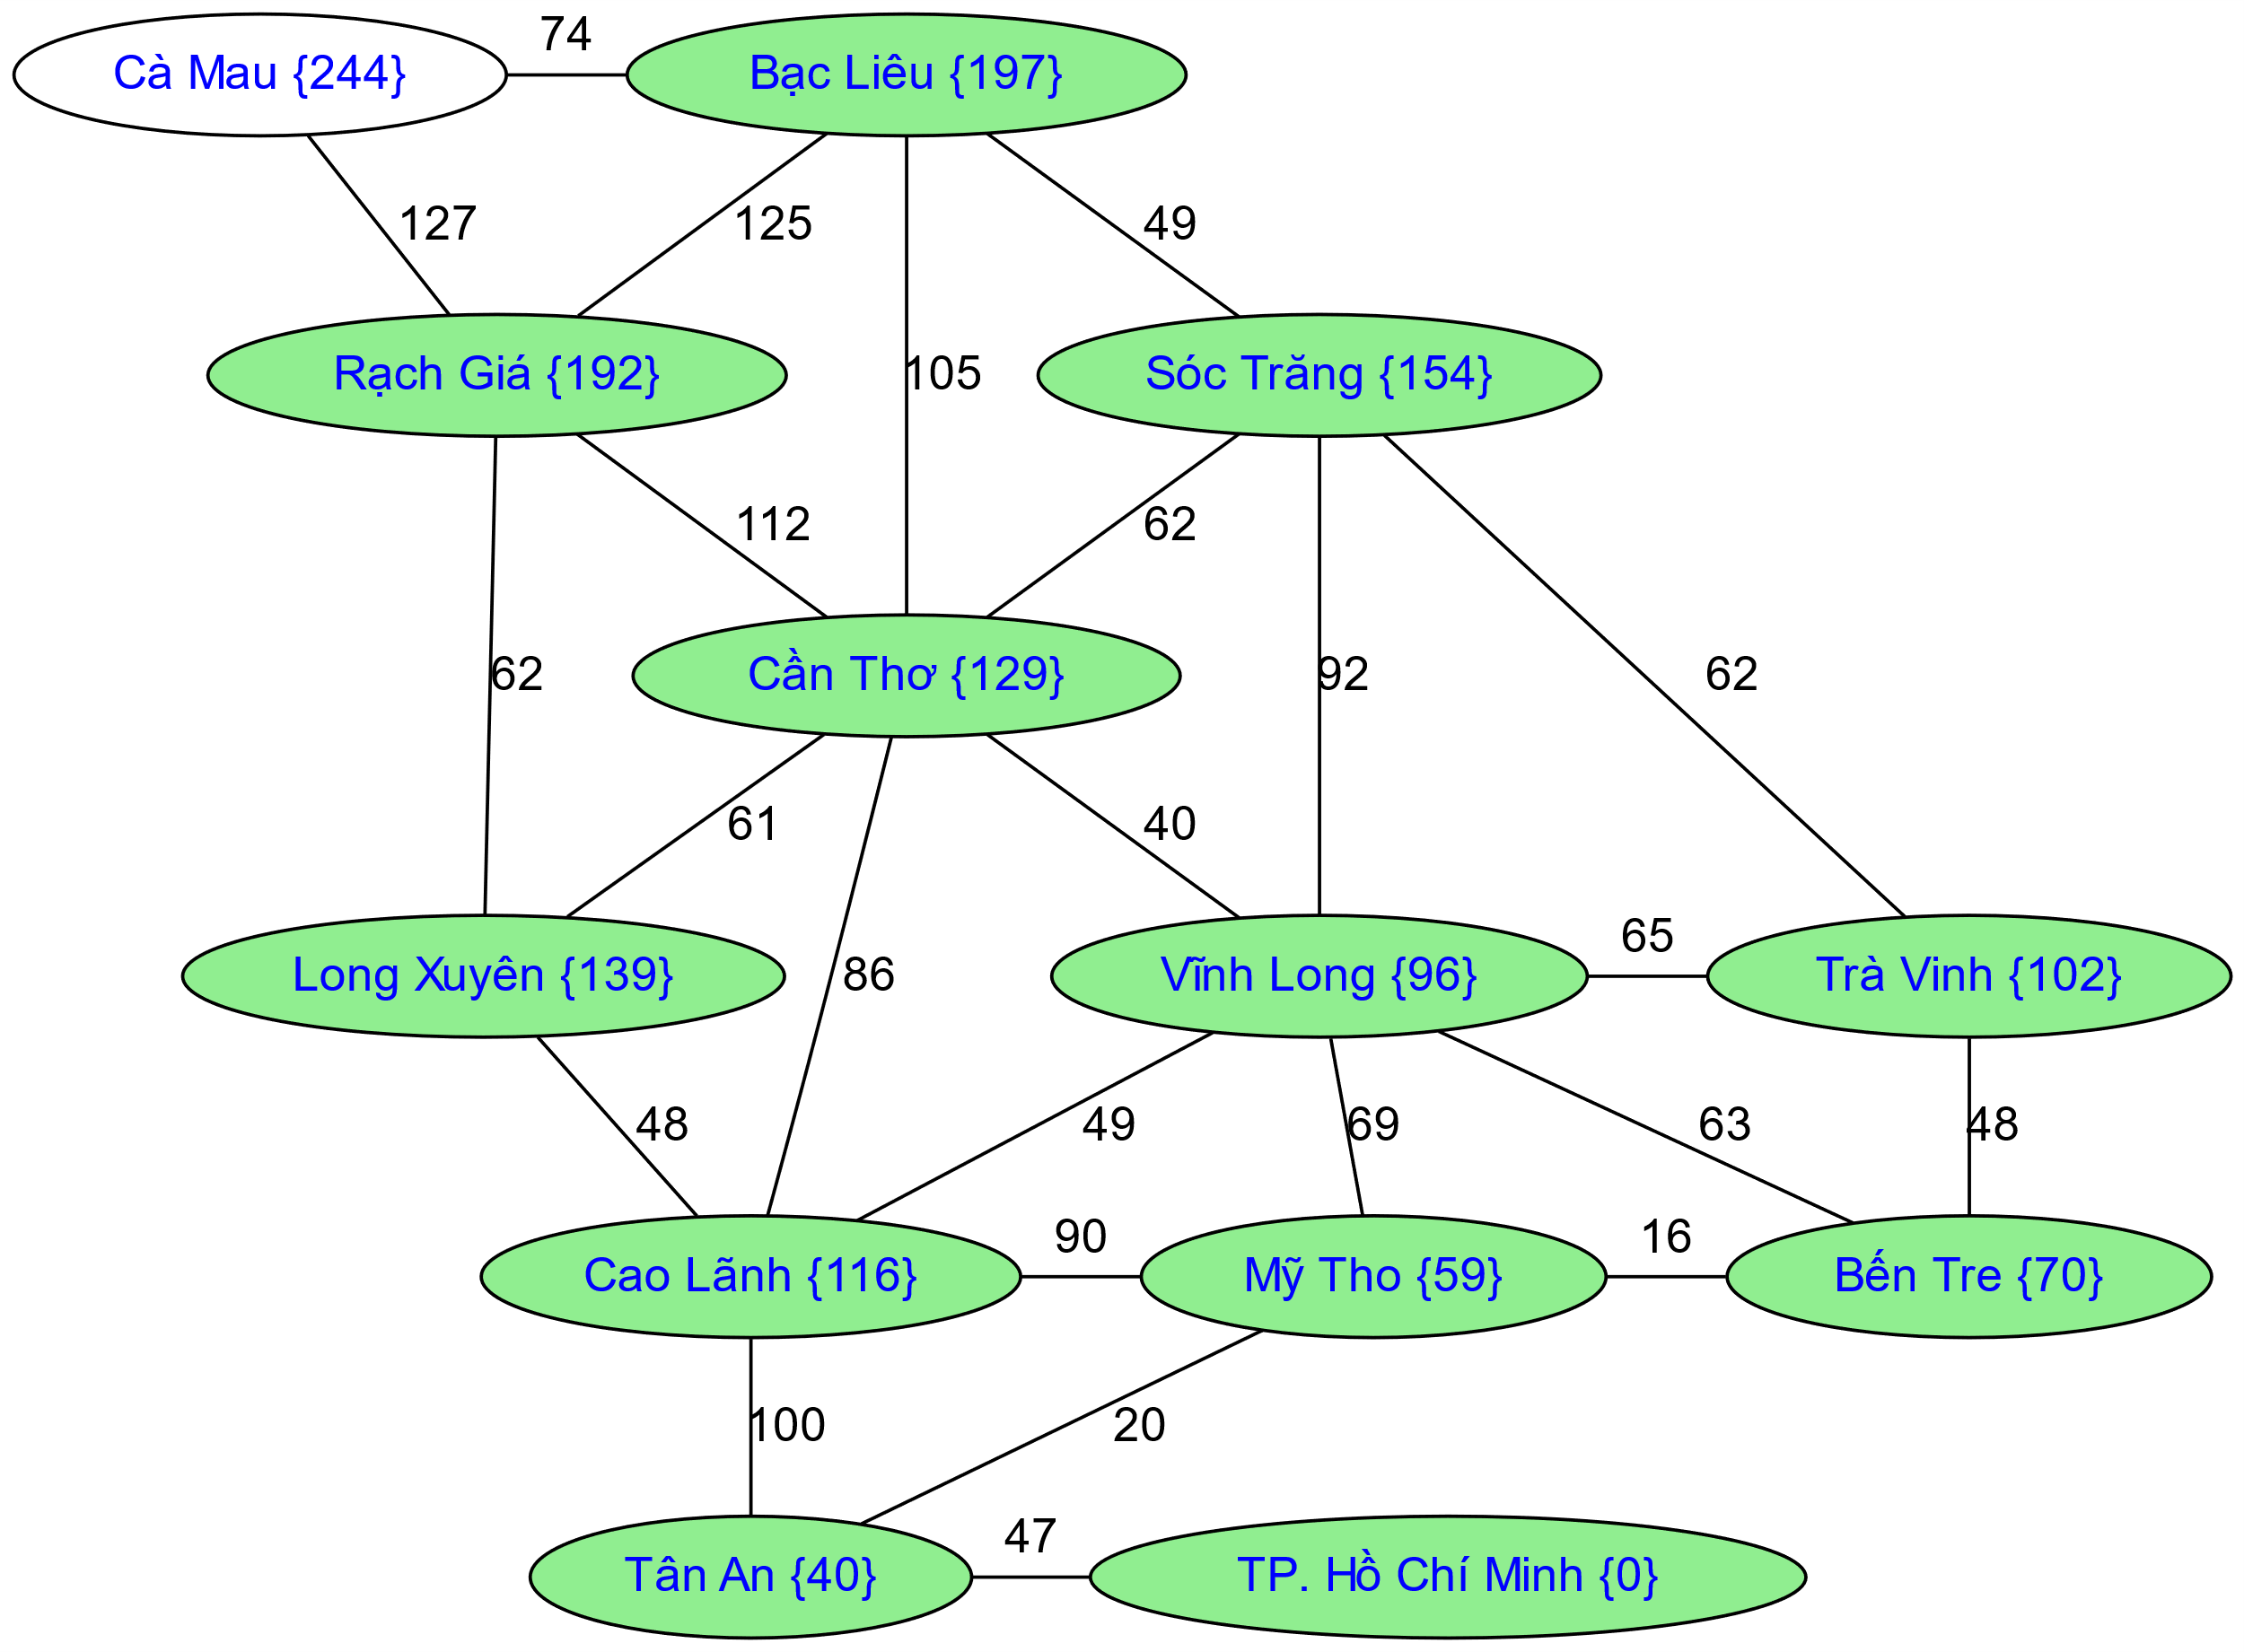 74
Cà Mau {244}
Bạc Liêu {197}
127
125
49
Rạch Giá {192}
105
Sóc Trăng {154}
112
62
62
Cần Thơ {129}
92
62
61
40
65
Long Xuyên {139}
86
Vĩnh Long {96}
Trà Vinh {102}
48
49
69
63
48
90
16
Cao Lãnh {116}
Mỹ Tho {59}
Bến Tre {70}
100
20
47
Tân An {40}
TP. Hồ Chí Minh {0}